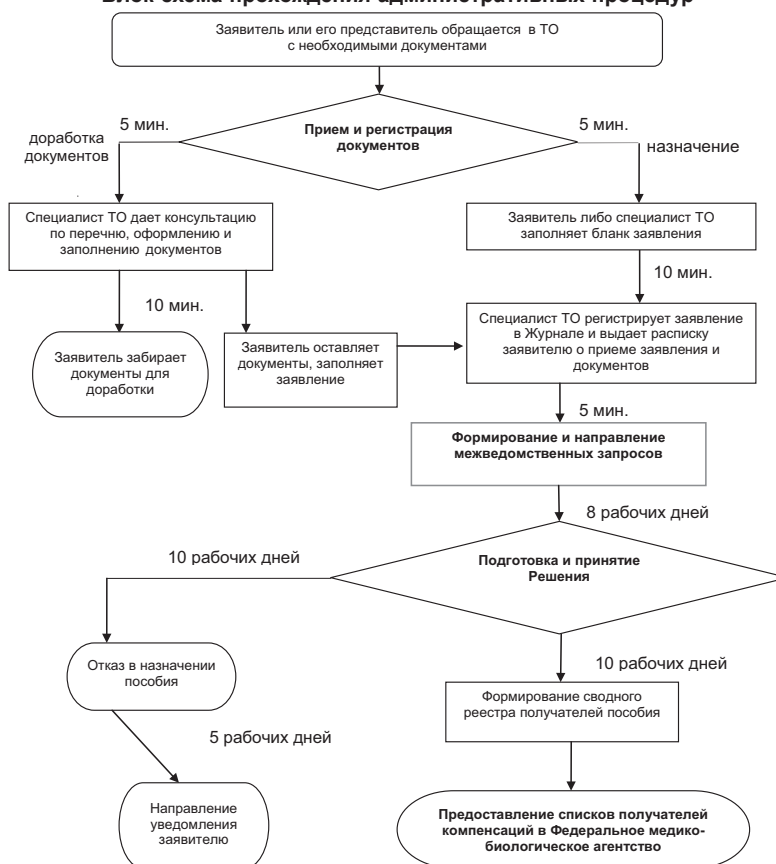 Блок-схема прохождения административных процедур
Заявитель или его представитель обращается в ТО
с необходимыми документами
5 мин.
Прием и регистрация
документов
5 мин.
доработка
документов
назначение
Специалист ТО дает консультацию
по перечню, оформлению и
заполнению документов
Заявитель либо специалист ТО
заполняет бланк заявления
10 мин.
10 мин.
Заявитель забирает
документы для
доработки
Заявитель оставляет
документы, заполняет
заявление
Специалист ТО регистрирует заявление
в Журнале и выдает расписку
заявителю о приеме заявления и
документов
5 мин.
Формирование и направление
межведомственных запросов
8 рабочих дней
10 рабочих дней
Подготовка и принятие
Решения
Отказ в назначении
пособия
10 рабочих дней
Формирование сводного
реестра получателей пособия
5 рабочих дней
Направление
уведомления
заявителю
Предоставление списков получателей
компенсаций в Федеральное медико-
биологическое агентство